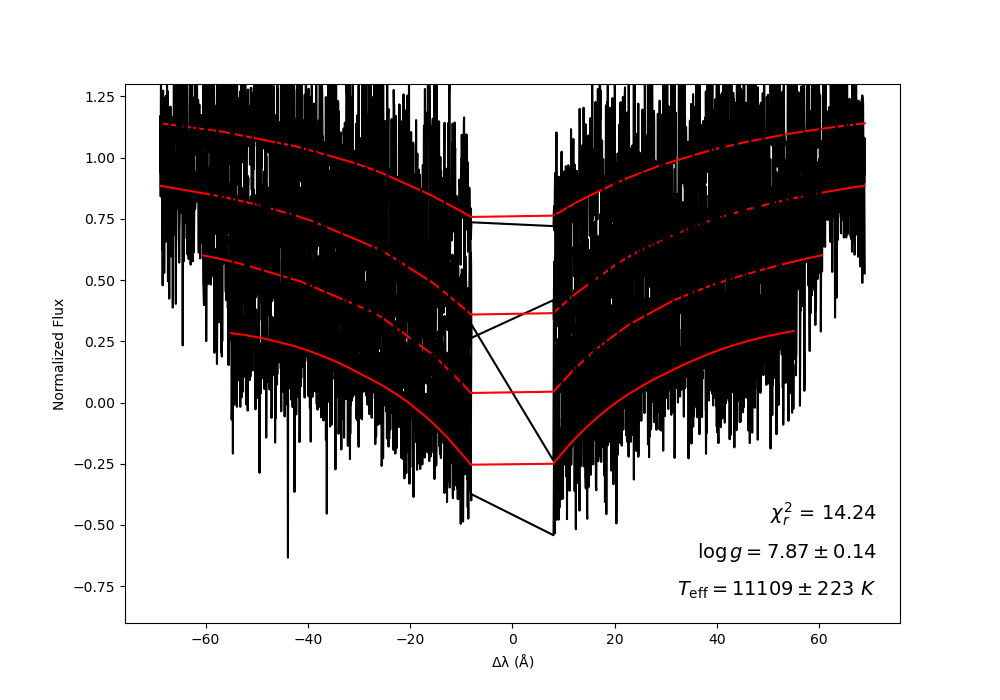 1.25
1.00
0.75
0.50
0.25
0.00
−0.25
−0.50
−0.75
Normalized Flux
χ²ᵣ = 14.24
log g = 7.87 ± 0.14
T_eff = 11109 ± 223 K
−60 −40 −20 0 20 40 60
Δλ (Å)